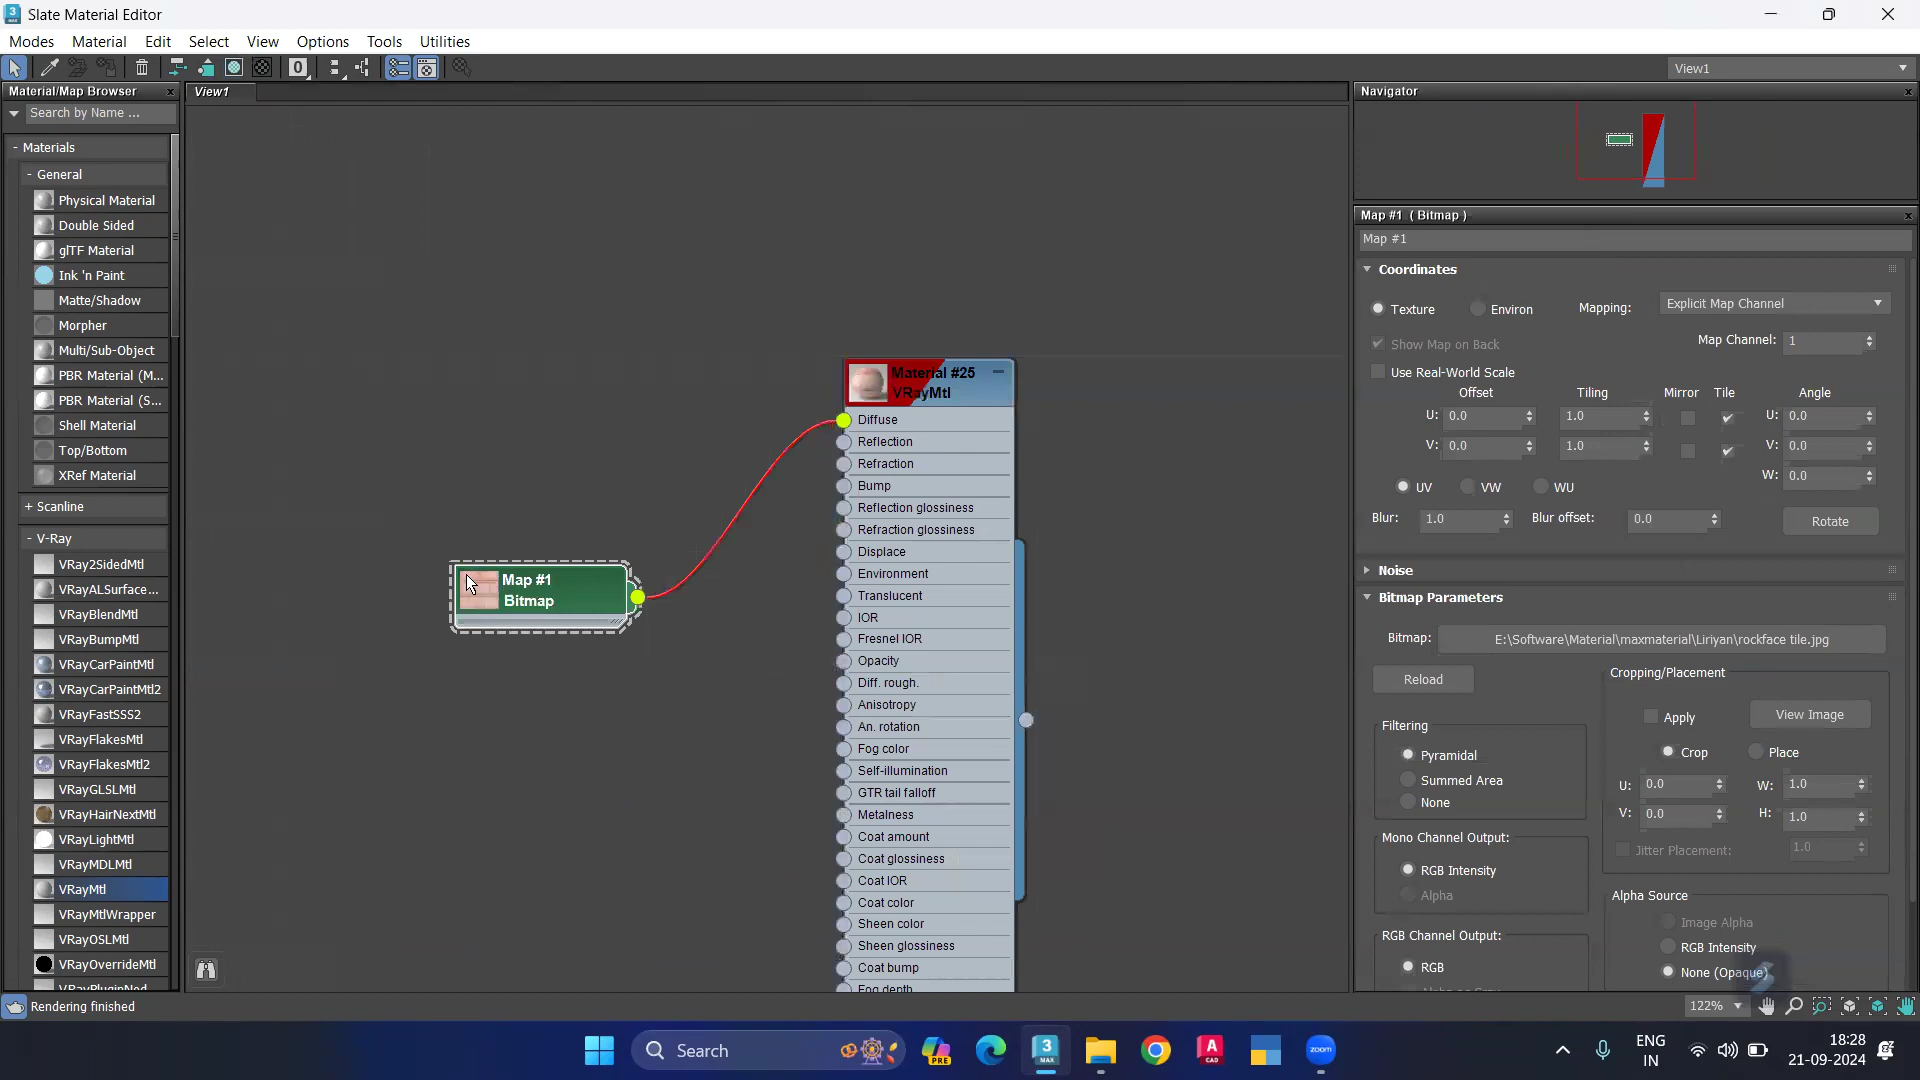 Slate Material Editor
Modes Material Edit Select View Options Tools Utilities
0
View1
Material/Map Browser
Search by Name ...
- Materials
- General
Physical Material
Double Sided
glTF Material
Ink 'n Paint
Matte/Shadow
Morpher
Multi/Sub-Object
PBR Material (M...
PBR Material (S...
Shell Material
Top/Bottom
XRef Material
+ Scanline
- V-Ray
VRay2SidedMtl
VRayALSurface...
VRayBlendMtl
VRayBumpMtl
VRayCarPaintMtl
VRayCarPaintMtl2
VRayFastSSS2
VRayFlakesMtl
VRayFlakesMtl2
VRayGLSLMtl
VRayHairNextMtl
VRayLightMtl
VRayMDLMtl
VRayMtl
VRayMtlWrapper
VRayOSLMtl
VRayOverrideMtl
VRayPluginNod
View1
Map #1
Bitmap
Material #25
VRayMtl
Diffuse
Reflection
Refraction
Bump
Reflection glossiness
Refraction glossiness
Displace
Environment
Translucent
IOR
Fresnel IOR
Opacity
Diff. rough.
Anisotropy
An. rotation
Fog color
Self-illumination
GTR tail falloff
Metalness
Coat amount
Coat glossiness
Coat IOR
Coat color
Sheen color
Sheen glossiness
Coat bump
Fog depth
Navigator
Map #1 ( Bitmap )
Map #1
Coordinates
Texture Environ Mapping: Explicit Map Channel
Show Map on Back Map Channel: 1
Use Real-World Scale
Offset Tiling Mirror Tile Angle
U: 0.0 1.0 U: 0.0
V: 0.0 1.0 V: 0.0
W: 0.0
UV VW WU
Blur: 1.0 Blur offset: 0.0 Rotate
Noise
Bitmap Parameters
Bitmap: E:\Software\Material\maxmaterial\Liriyan\rockface tile.jpg
Reload
Cropping/Placement
Apply View Image
Crop Place
U: 0.0 W: 1.0
V: 0.0 H: 1.0
Jitter Placement: 1.0
Filtering
Pyramidal
Summed Area
None
Mono Channel Output:
RGB Intensity
Alpha
Alpha Source
Image Alpha
RGB Intensity
None (Opaque)
RGB Channel Output:
RGB
Rendering finished
122%
Search
PRE
3
MAX
A
CAD
zoom
ENG
IN
18:28
21-09-2024